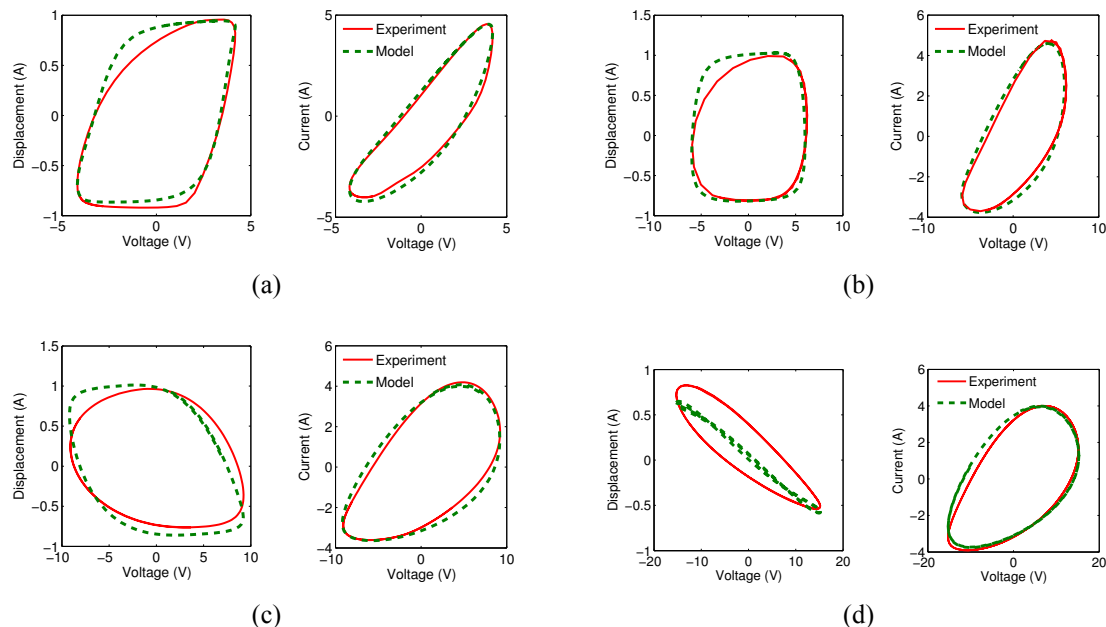 1
0.5
0
−0.5
−1
−5
0
5
Displacement (A)
Voltage (V)
5
0
−5
−5
0
5
Current (A)
Voltage (V)
Experiment
Model
(a)
1.5
1
0.5
0
−0.5
−1
−10
−5
0
5
10
Displacement (A)
Voltage (V)
6
4
2
0
−2
−4
−10
0
10
Current (A)
Voltage (V)
Experiment
Model
(b)
1.5
1
0.5
0
−0.5
−1
−10
−5
0
5
10
Displacement (A)
Voltage (V)
6
4
2
0
−2
−4
−10
0
10
Current (A)
Voltage (V)
Experiment
Model
(c)
1
0.5
0
−0.5
−1
−20
−10
0
10
20
Displacement (A)
Voltage (V)
6
4
2
0
−2
−4
−20
0
20
Current (A)
Voltage (V)
Experiment
Model
(d)